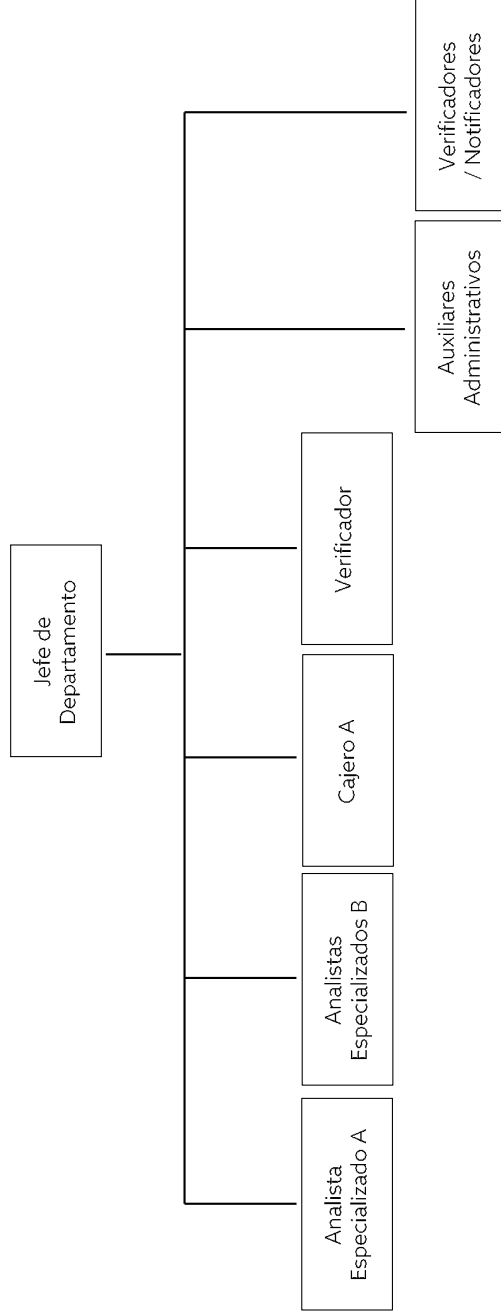 Jefe de
Departamento
Analista
Especializado A
Analistas
Especializados B
Cajero A
Verificador
Auxiliares
Administrativos
Verificadores
/ Notificadores